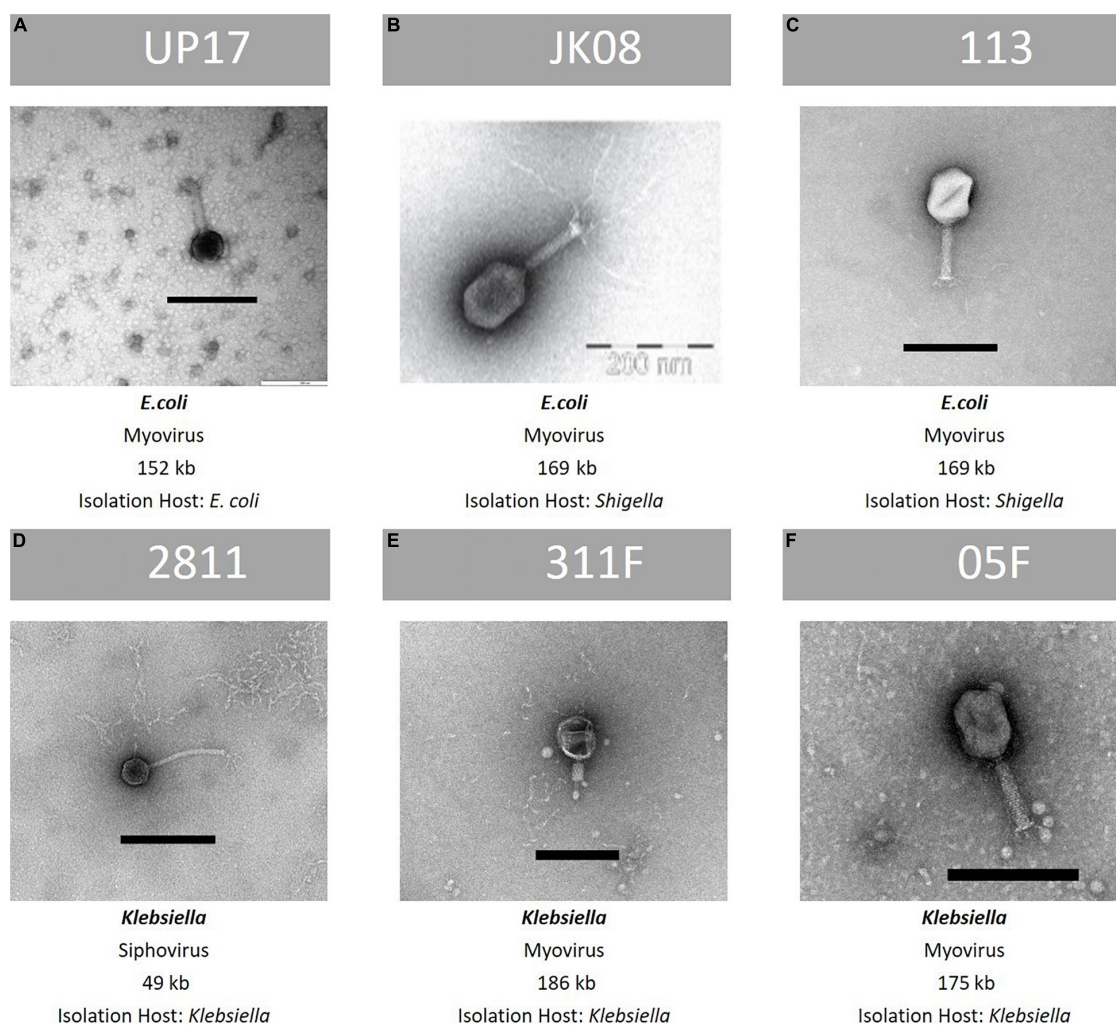 A
UP17
E.coli
Myovirus
152 kb
Isolation Host: E. coli
B
JK08
200 nm
E.coli
Myovirus
169 kb
Isolation Host: Shigella
C
113
E.coli
Myovirus
169 kb
Isolation Host: Shigella
D
2811
Klebsiella
Siphovirus
49 kb
Isolation Host: Klebsiella
E
311F
Klebsiella
Myovirus
186 kb
Isolation Host: Klebsiella
F
05F
Klebsiella
Myovirus
175 kb
Isolation Host: Klebsiella